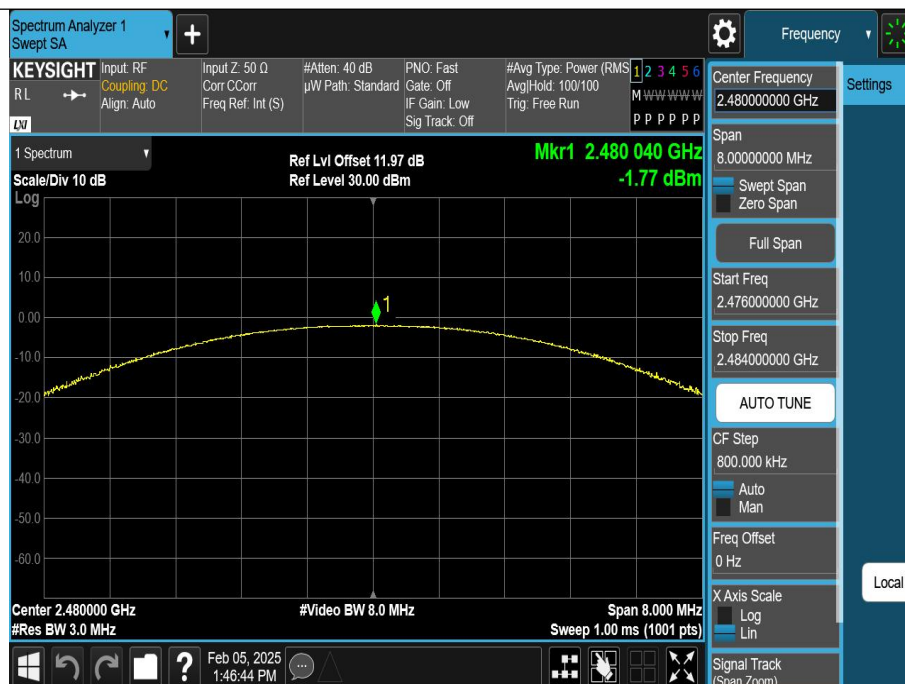 Spectrum Analyzer 1
Swept SA
+
Frequency
KEYSIGHT
RL
LXI
Input: RF
Coupling: DC
Align: Auto
Input Z: 50 Ω
Corr CCorr
Freq Ref: Int (S)
#Atten: 40 dB
µW Path: Standard
PNO: Fast
Gate: Off
IF Gain: Low
Sig Track: Off
#Avg Type: Power (RMS
Avg|Hold: 100/100
Trig: Free Run
1 2 3 4 5 6
M W W W W W
P P P P P P
1 Spectrum
Scale/Div 10 dB
Log
Ref Lvl Offset 11.97 dB
Ref Level 30.00 dBm
Mkr1 2.480 040 GHz
-1.77 dBm
20.0
10.0
0.00
-10.0
-20.0
-30.0
-40.0
-50.0
-60.0
1
Center 2.480000 GHz
#Res BW 3.0 MHz
#Video BW 8.0 MHz
Span 8.000 MHz
Sweep 1.00 ms (1001 pts)
?
Feb 05, 2025
1:46:44 PM
Center Frequency
2.480000000 GHz
Span
8.00000000 MHz
Swept Span
Zero Span
Full Span
Start Freq
2.476000000 GHz
Stop Freq
2.484000000 GHz
AUTO TUNE
CF Step
800.000 kHz
Auto
Man
Freq Offset
0 Hz
X Axis Scale
Log
Lin
Signal Track
(Span Zoom)
Settings
Local